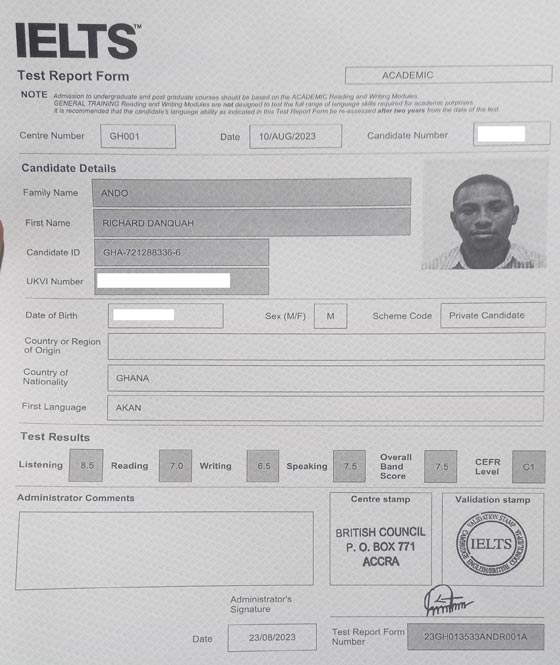 IELTS™
Test Report Form
ACADEMIC
NOTE Admission to undergraduate and post graduate courses should be based on the ACADEMIC Reading and Writing Modules.
GENERAL TRAINING Reading and Writing Modules are not designed to test the full range of language skills required for academic purposes.
It is recommended that the candidate's language ability as indicated in this Test Report Form be re-assessed after two years from the date of the test.
Centre Number GH001 Date 10/AUG/2023 Candidate Number
Candidate Details
Family Name ANDO
First Name RICHARD DANQUAH
Candidate ID GHA-721288336-6
UKVI Number
Date of Birth Sex (M/F) M Scheme Code Private Candidate
Country or Region
of Origin
Country of
Nationality GHANA
First Language AKAN
Test Results
Listening 8.5 Reading 7.0 Writing 6.5 Speaking 7.5 Overall Band Score 7.5 CEFR Level C1
Administrator Comments
Centre stamp
Validation stamp
BRITISH COUNCIL
P. O. BOX 771
ACCRA
VALIDATION STAMP
IELTS
Administrator's
Signature
Date 23/08/2023
Test Report Form
Number 23GH013533ANDR001A